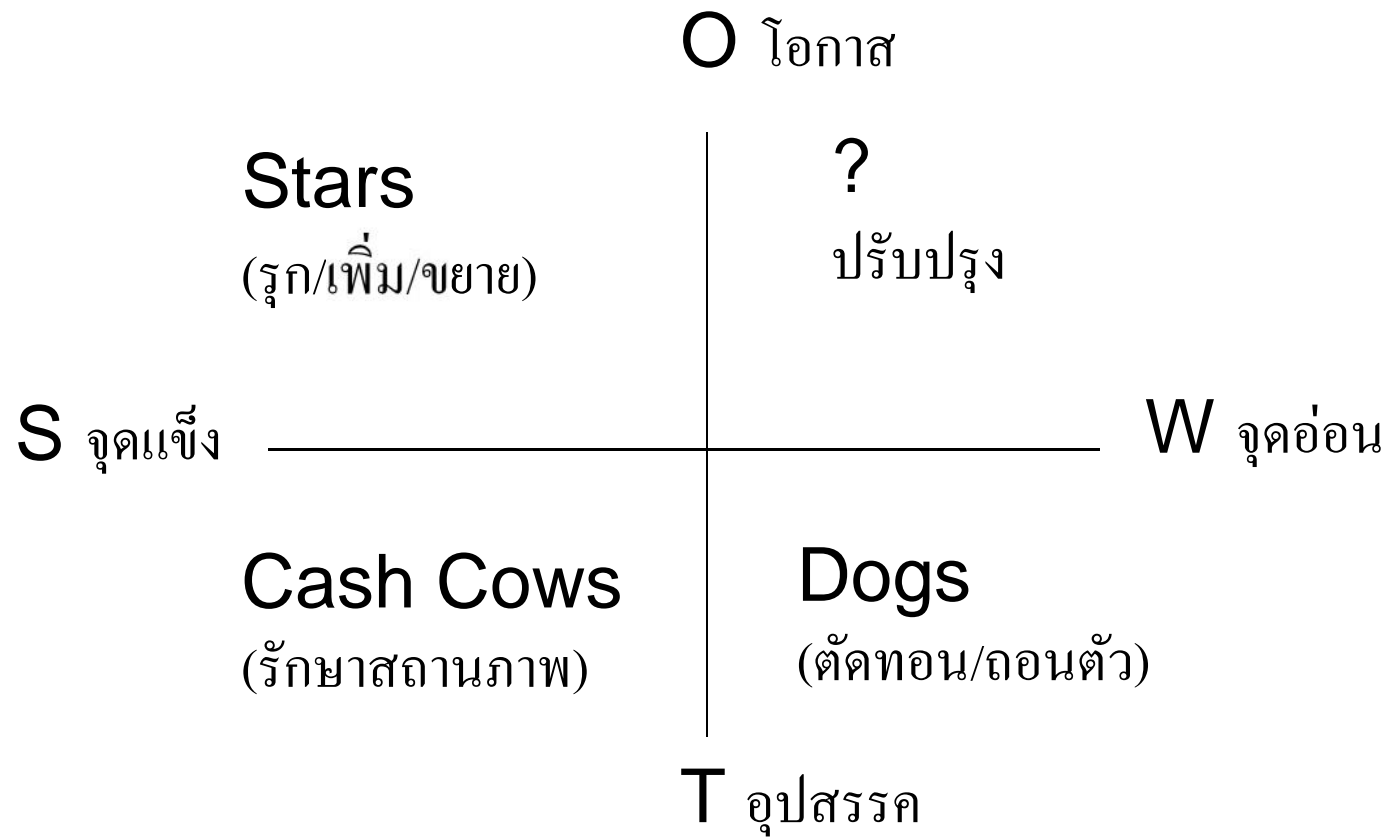 O โอกาส
Stars
(รุก/เพิ่ม/ขยาย)
?
ปรับปรุง
S จุดแข็ง
W จุดอ่อน
Cash Cows
(รักษาสถานภาพ)
Dogs
(ตัดทอน/ถอนตัว)
T อุปสรรค